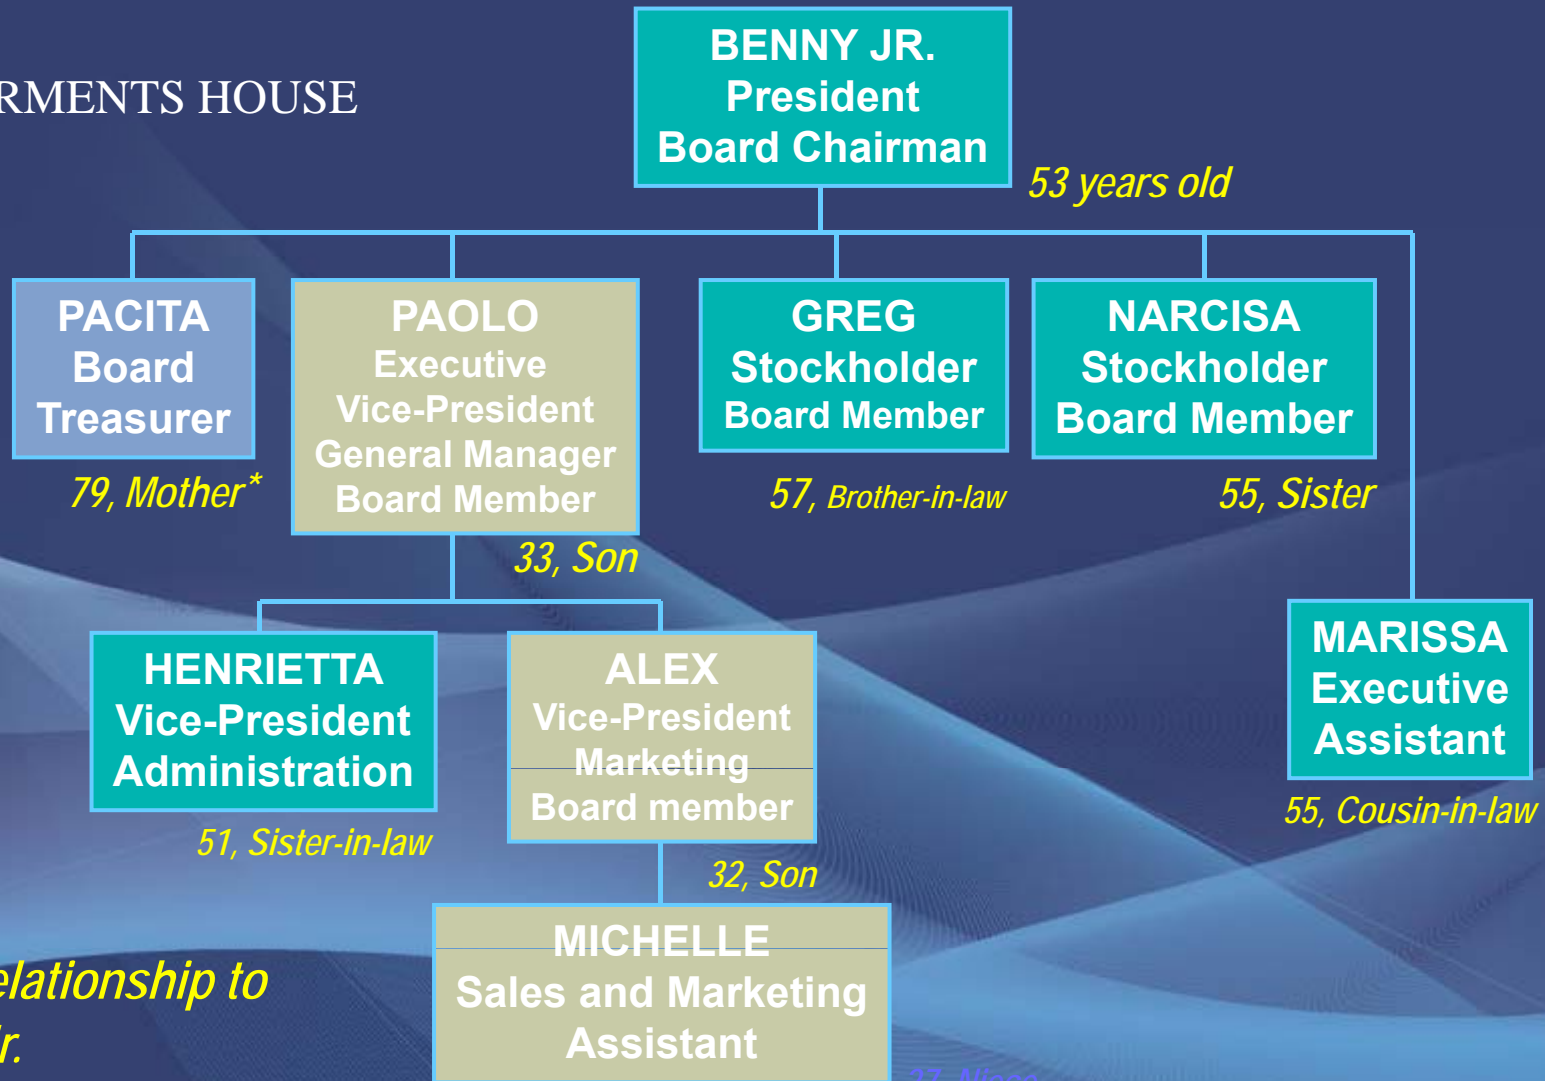 RMENTS HOUSE
BENNY JR.
President
Board Chairman
53 years old
PACITA
Board
Treasurer
79, Mother*
PAOLO
Executive
Vice-President
General Manager
Board Member
33, Son
GREG
Stockholder
Board Member
57, Brother-in-law
NARCISA
Stockholder
Board Member
55, Sister
HENRIETTA
Vice-President
Administration
51, Sister-in-law
ALEX
Vice-President
Marketing
Board member
32, Son
MARISSA
Executive
Assistant
55, Cousin-in-law
MICHELLE
Sales and Marketing
Assistant
elationship to
r.